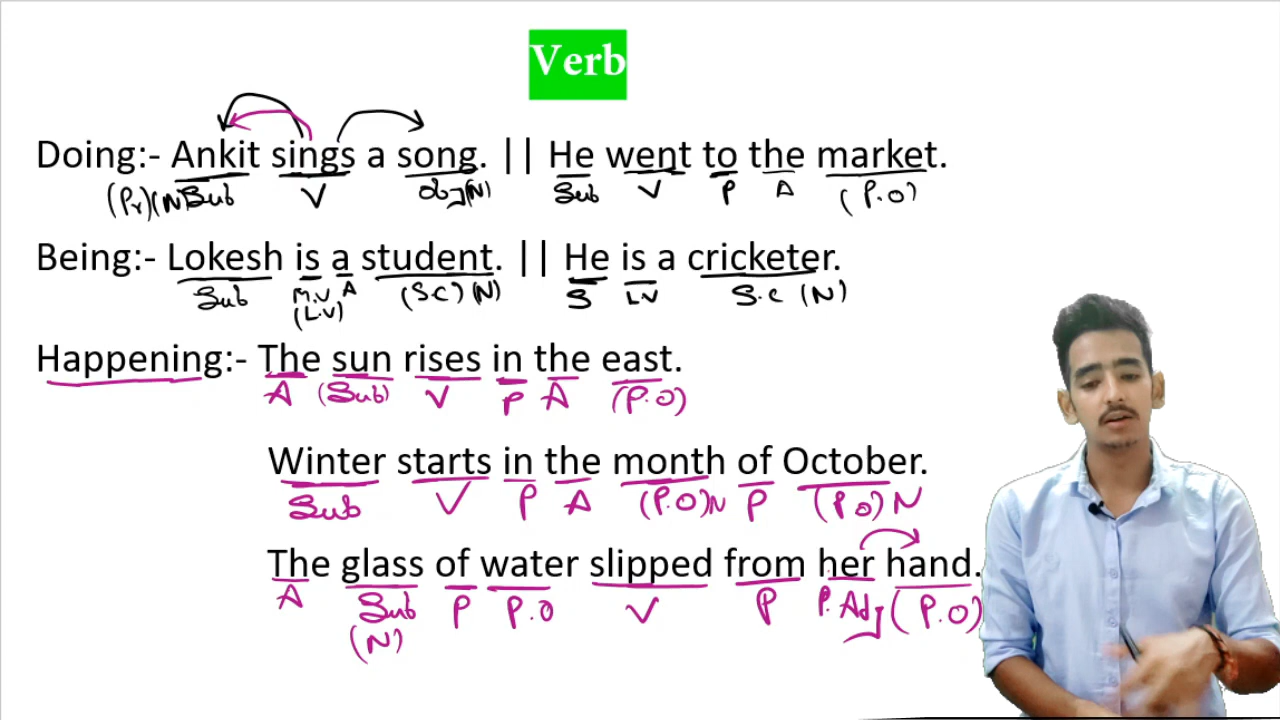 Verb
Doing:- Ankit sings a song. || He went to the market.
(Pr)(N) Sub V Obj(N) Sub V P A (P.O)
Being:- Lokesh is a student. || He is a cricketer.
Sub M.V A (S.C) (N) S L.V S.C (N)
(L.V)
Happening:- The sun rises in the east.
A (Sub) V P A (P.O)
Winter starts in the month of October.
Sub V P A (P.O)N P (P.O) N
The glass of water slipped from her hand.
A Sub P P.O V P P.Adj (P.O)
(N)